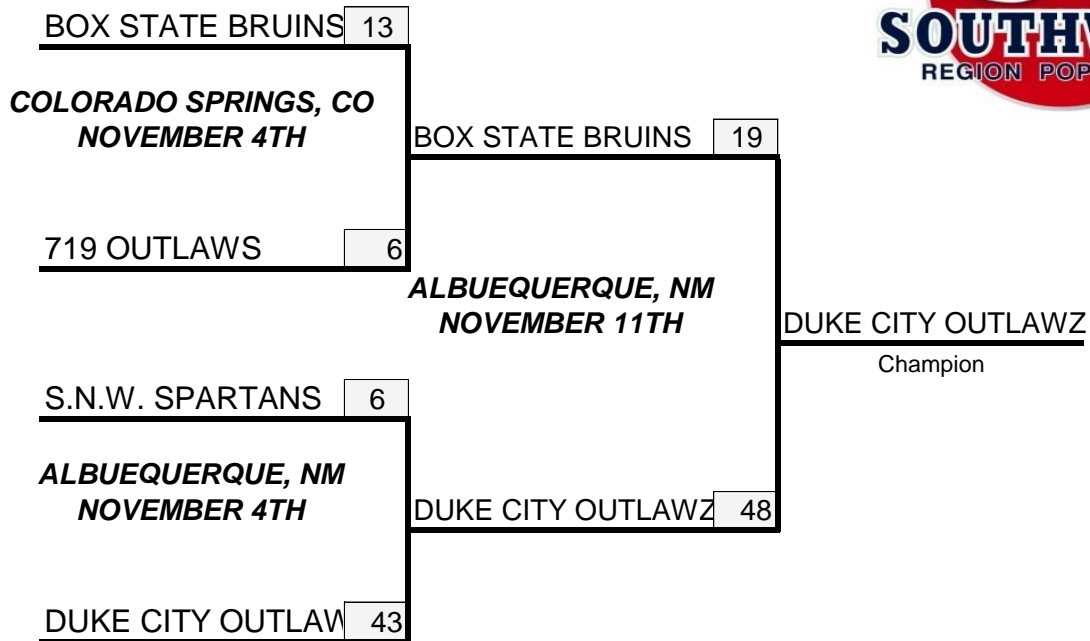 BOX STATE BRUINS 13
SOUTHW
REGION POP
COLORADO SPRINGS, CO
NOVEMBER 4TH
BOX STATE BRUINS 19
719 OUTLAWS 6
ALBUEQUERQUE, NM
NOVEMBER 11TH
DUKE CITY OUTLAWZ
Champion
S.N.W. SPARTANS 6
ALBUEQUERQUE, NM
NOVEMBER 4TH
DUKE CITY OUTLAWZ 48
DUKE CITY OUTLAW 43